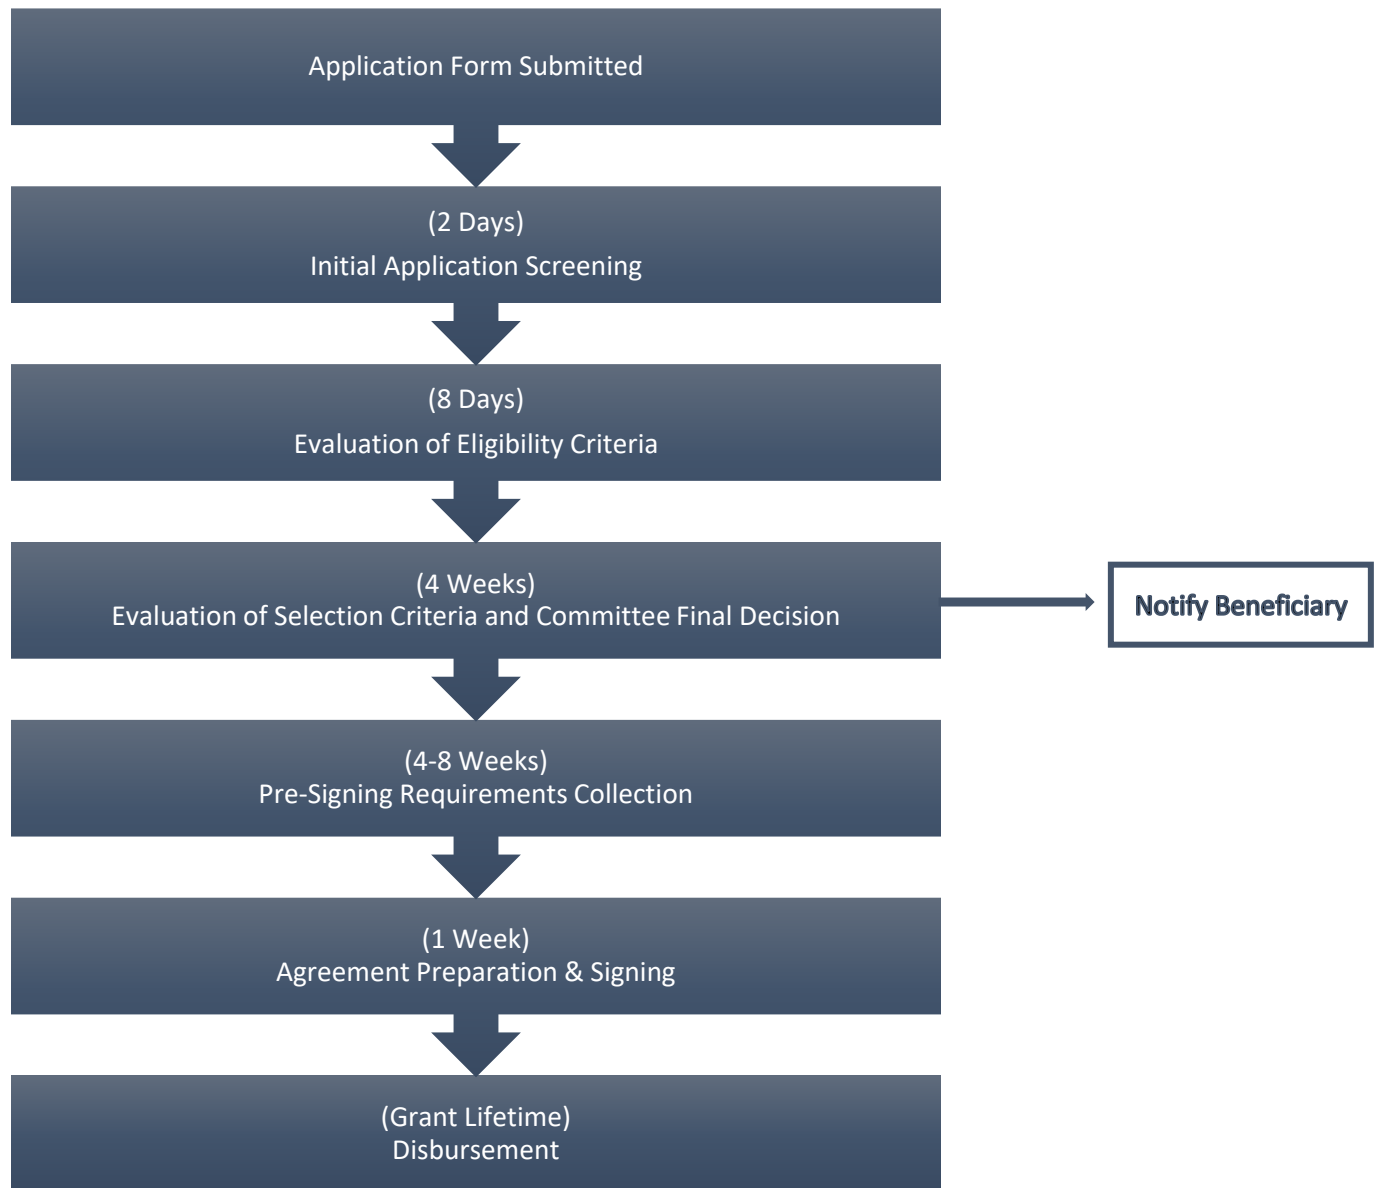 Application Form Submitted
(2 Days)
Initial Application Screening
(8 Days)
Evaluation of Eligibility Criteria
(4 Weeks)
Evaluation of Selection Criteria and Committee Final Decision
Notify Beneficiary
(4-8 Weeks)
Pre-Signing Requirements Collection
(1 Week)
Agreement Preparation & Signing
(Grant Lifetime)
Disbursement